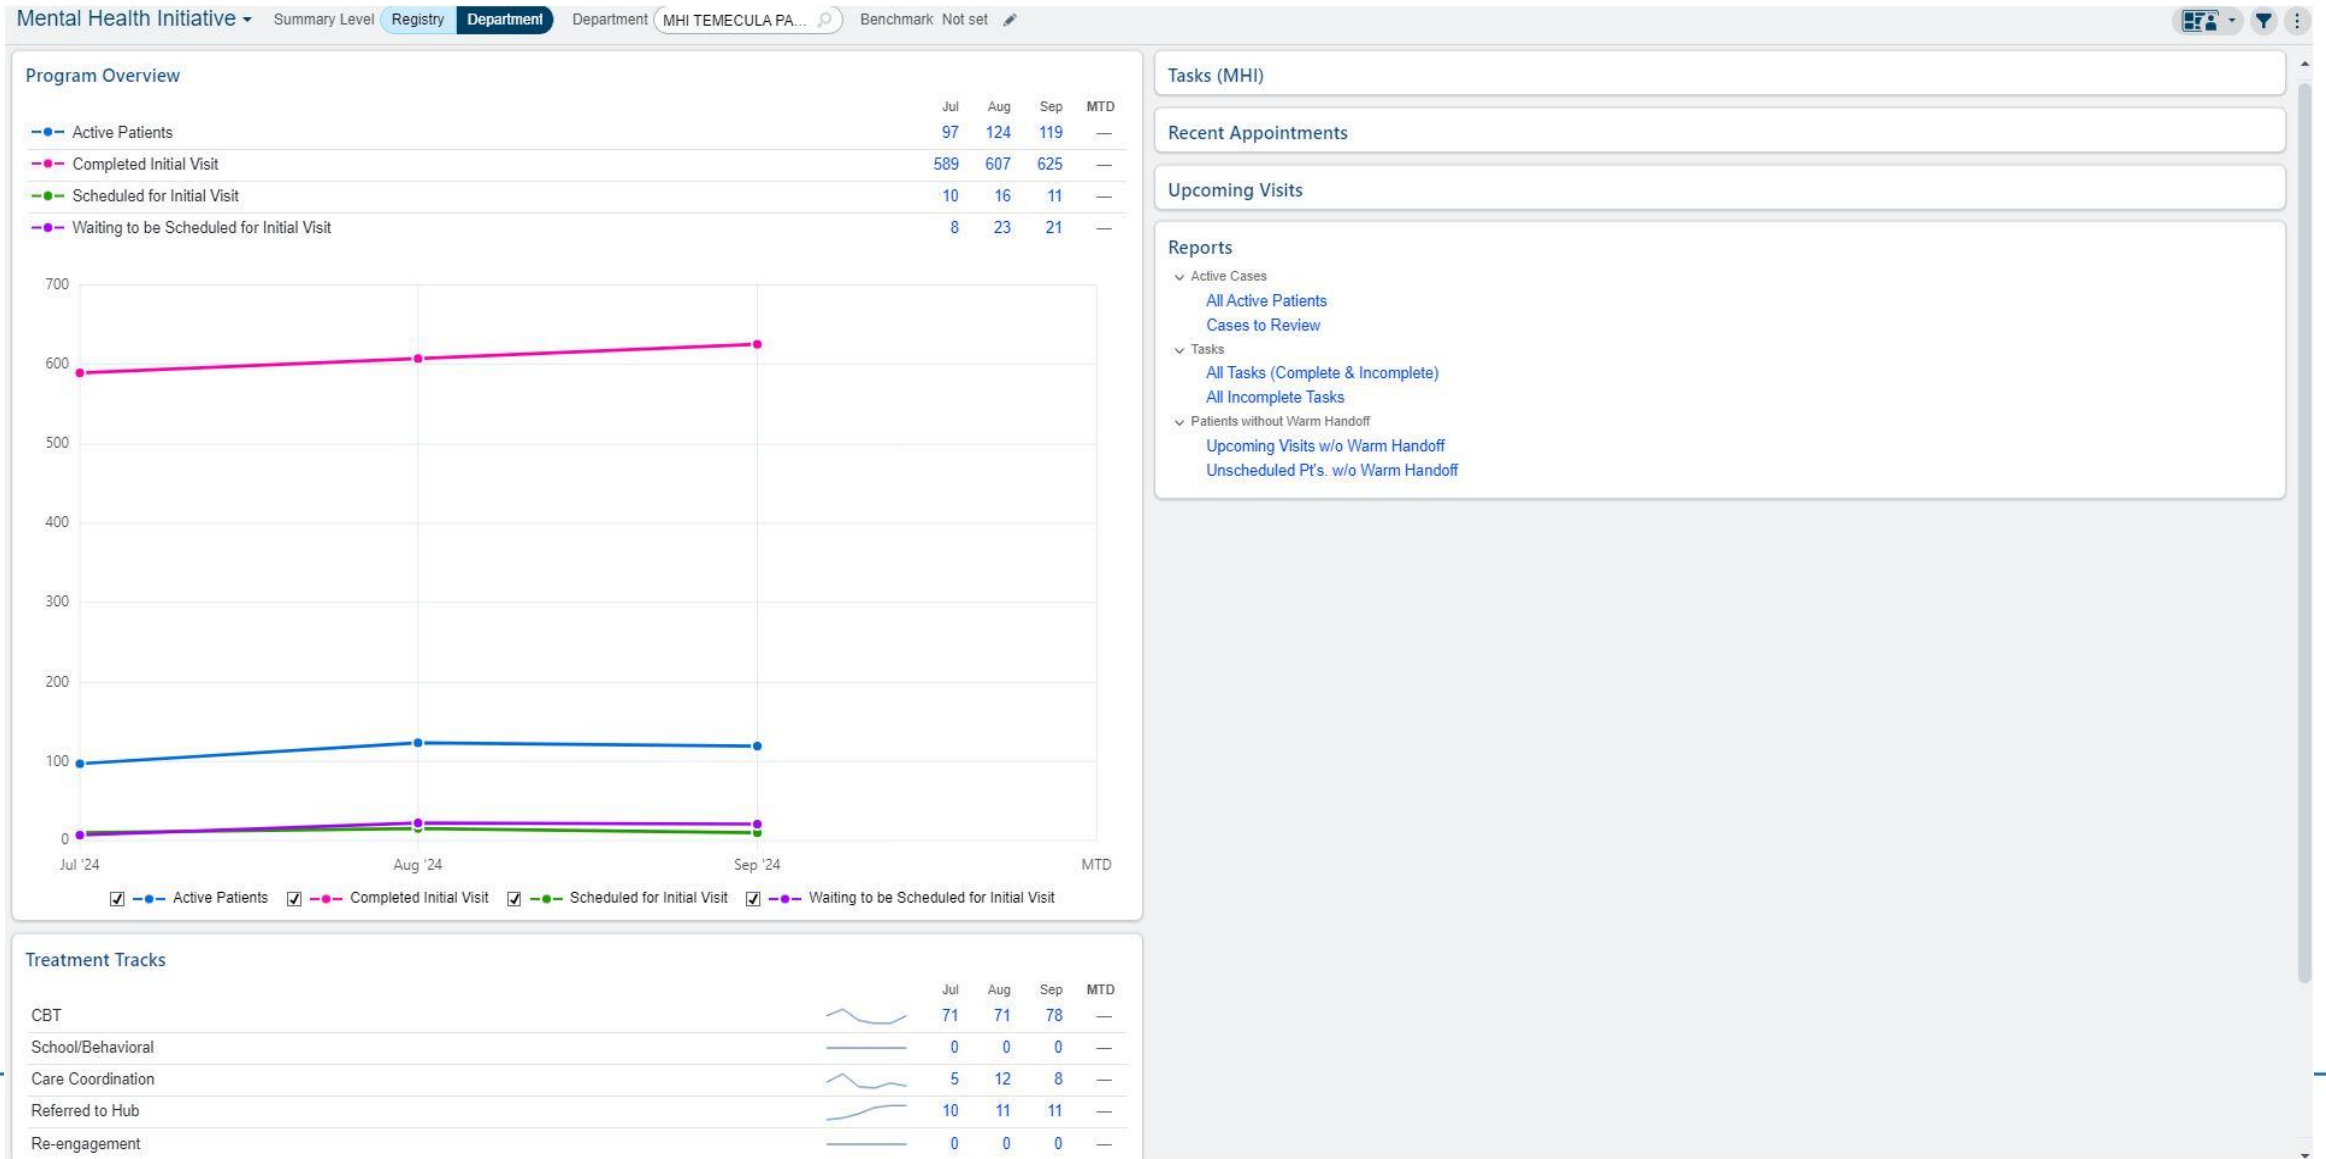 Mental Health Initiative Summary Level Registry Department Department MHI TEMECULA PA... Benchmark Not set
Program Overview
Jul Aug Sep MTD
Active Patients 97 124 119 —
Completed Initial Visit 589 607 625 —
Scheduled for Initial Visit 10 16 11 —
Waiting to be Scheduled for Initial Visit 8 23 21 —
700
600
500
400
300
200
100
0
Jul '24 Aug '24 Sep '24 MTD
Active Patients Completed Initial Visit Scheduled for Initial Visit Waiting to be Scheduled for Initial Visit
Treatment Tracks
Jul Aug Sep MTD
CBT 71 71 78 —
School/Behavioral 0 0 0 —
Care Coordination 5 12 8 —
Referred to Hub 10 11 11 —
Re-engagement 0 0 0 —
Tasks (MHI)
Recent Appointments
Upcoming Visits
Reports
Active Cases
All Active Patients
Cases to Review
Tasks
All Tasks (Complete & Incomplete)
All Incomplete Tasks
Patients without Warm Handoff
Upcoming Visits w/o Warm Handoff
Unscheduled Pt's. w/o Warm Handoff